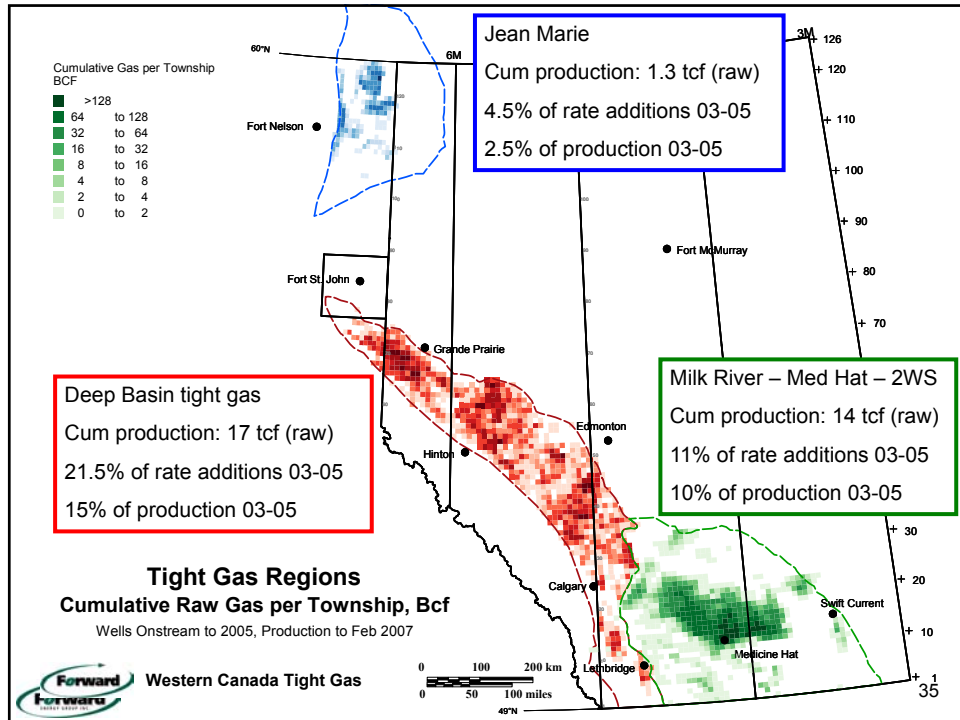 Jean Marie
Cum production: 1.3 tcf (raw)
4.5% of rate additions 03-05
2.5% of production 03-05
60°N
6M
3M
126
120
110
100
90
80
70
30
20
10
1
Cumulative Gas per Township
BCF
>128
64 to 128
32 to 64
16 to 32
8 to 16
4 to 8
2 to 4
0 to 2
Fort Nelson
Fort McMurray
Fort St. John
Grande Prairie
Deep Basin tight gas
Cum production: 17 tcf (raw)
21.5% of rate additions 03-05
15% of production 03-05
Edmonton
Hinton
Milk River – Med Hat – 2WS
Cum production: 14 tcf (raw)
11% of rate additions 03-05
10% of production 03-05
Calgary
Swift Current
Medicine Hat
Lethbridge
Tight Gas Regions
Cumulative Raw Gas per Township, Bcf
Wells Onstream to 2005, Production to Feb 2007
Forward
Forward
ENERGY GROUP INC.
Western Canada Tight Gas
0 100 200 km
0 50 100 miles
49°N
35